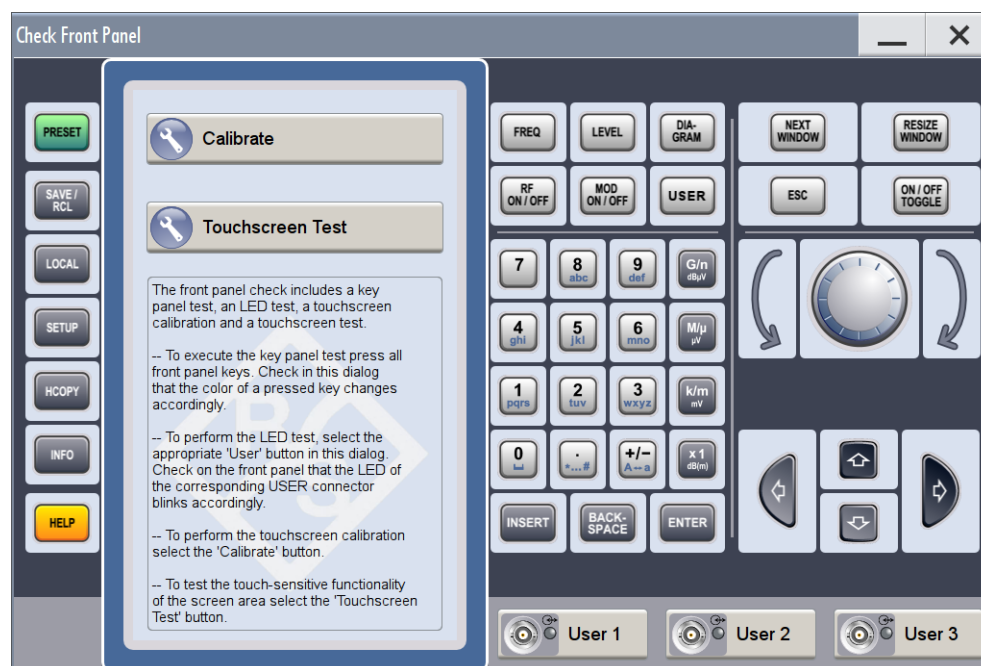 Check Front Panel
PRESET
SAVE /
RCL
LOCAL
SETUP
HCOPY
INFO
HELP
Calibrate
Touchscreen Test
The front panel check includes a key
panel test, an LED test, a touchscreen
calibration and a touchscreen test.
-- To execute the key panel test press all
front panel keys. Check in this dialog
that the color of a pressed key changes
accordingly.
-- To perform the LED test, select the
appropriate 'User' button in this dialog.
Check on the front panel that the LED of
the corresponding USER connector
blinks accordingly.
-- To perform the touchscreen calibration
select the 'Calibrate' button.
-- To test the touch-sensitive functionality
of the screen area select the 'Touchscreen
Test' button.
FREQ
LEVEL
DIA-
GRAM
NEXT
WINDOW
RESIZE
WINDOW
RF
ON / OFF
MOD
ON / OFF
USER
ESC
ON / OFF
TOGGLE
7
8
abc
9
def
G/n
dBµV
4
ghi
5
jkl
6
mno
M/µ
µV
1
pqrs
2
tuv
3
wxyz
k/m
mV
0
.
*...#
+/-
A↔a
x 1
dB(m)
INSERT
BACK-
SPACE
ENTER
User 1
User 2
User 3